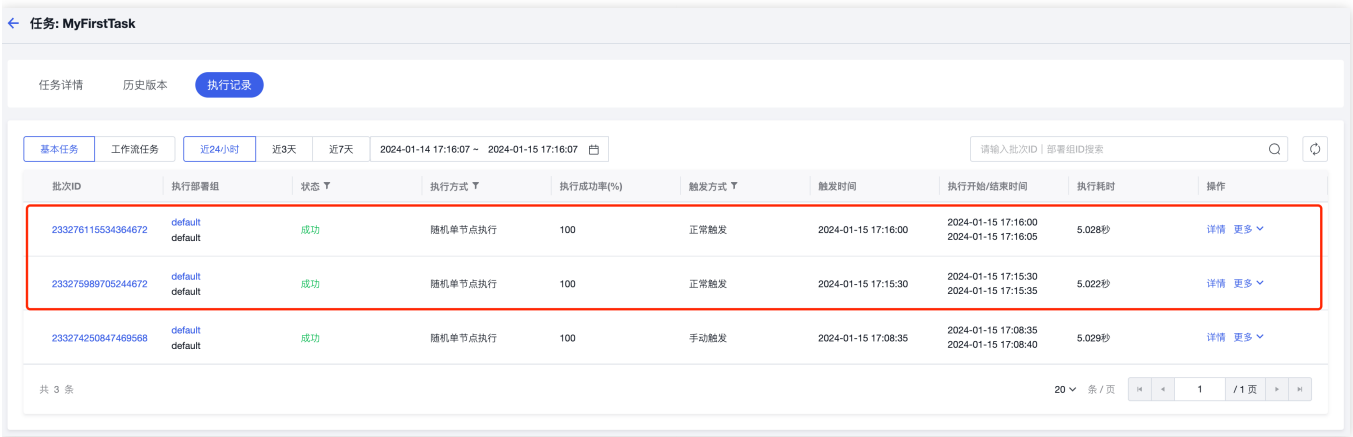 任务: MyFirstTask
任务详情 历史版本 执行记录
基本任务 工作流任务 近24小时 近3天 近7天 2024-01-14 17:16:07 ~ 2024-01-15 17:16:07 请输入批次ID | 部署组ID搜索
批次ID 执行部署组 状态 执行方式 执行成功率(%) 触发方式 触发时间 执行开始/结束时间 执行耗时 操作
233276115534364672 default default 成功 随机单节点执行 100 正常触发 2024-01-15 17:16:00 2024-01-15 17:16:00 2024-01-15 17:16:05 5.028秒 详情 更多
233275989705244672 default default 成功 随机单节点执行 100 正常触发 2024-01-15 17:15:30 2024-01-15 17:15:30 2024-01-15 17:15:35 5.022秒 详情 更多
233274250847469568 default default 成功 随机单节点执行 100 手动触发 2024-01-15 17:08:35 2024-01-15 17:08:35 2024-01-15 17:08:40 5.029秒 详情 更多
共 3 条 20 条 / 页 1 / 1 页